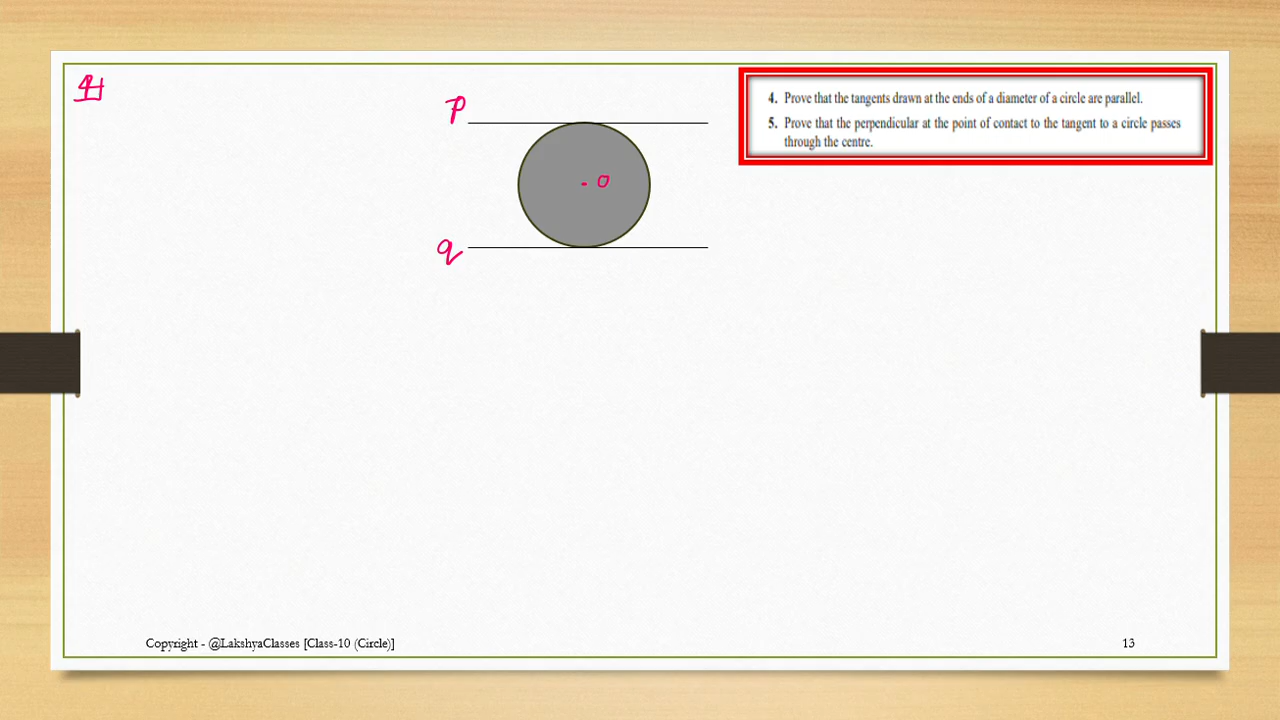 4
P
4. Prove that the tangents drawn at the ends of a diameter of a circle are parallel.
5. Prove that the perpendicular at the point of contact to the tangent to a circle passes
through the centre.
O
q
Copyright - @LakshyaClasses [Class-10 (Circle)]
13